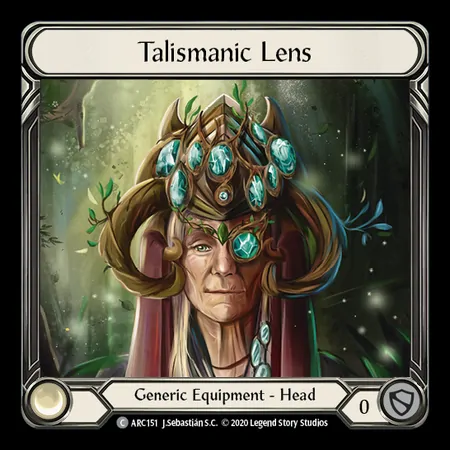 Talismanic Lens
Generic Equipment - Head
0
C ARC151 J.Sebastián S.C. © 2020 Legend Story Studios